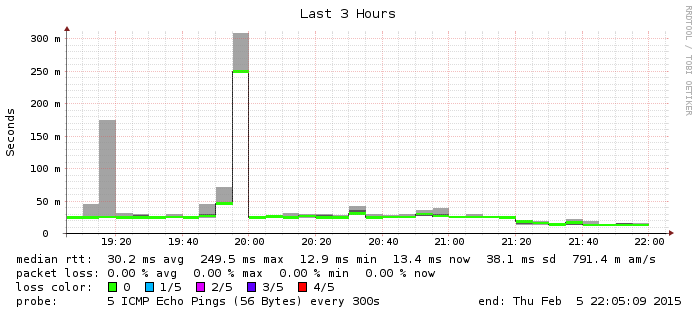 Last 3 Hours
RRDTOOL / TOBI OETIKER
Seconds
300 m
250 m
200 m
150 m
100 m
50 m
0
19:20 19:40 20:00 20:20 20:40 21:00 21:20 21:40 22:00
median rtt: 30.2 ms avg 249.5 ms max 12.9 ms min 13.4 ms now 38.1 ms sd 791.4 m am/s
packet loss: 0.00 % avg 0.00 % max 0.00 % min 0.00 % now
loss color: 0 1/5 2/5 3/5 4/5
probe: 5 ICMP Echo Pings (56 Bytes) every 300s end: Thu Feb 5 22:05:09 2015